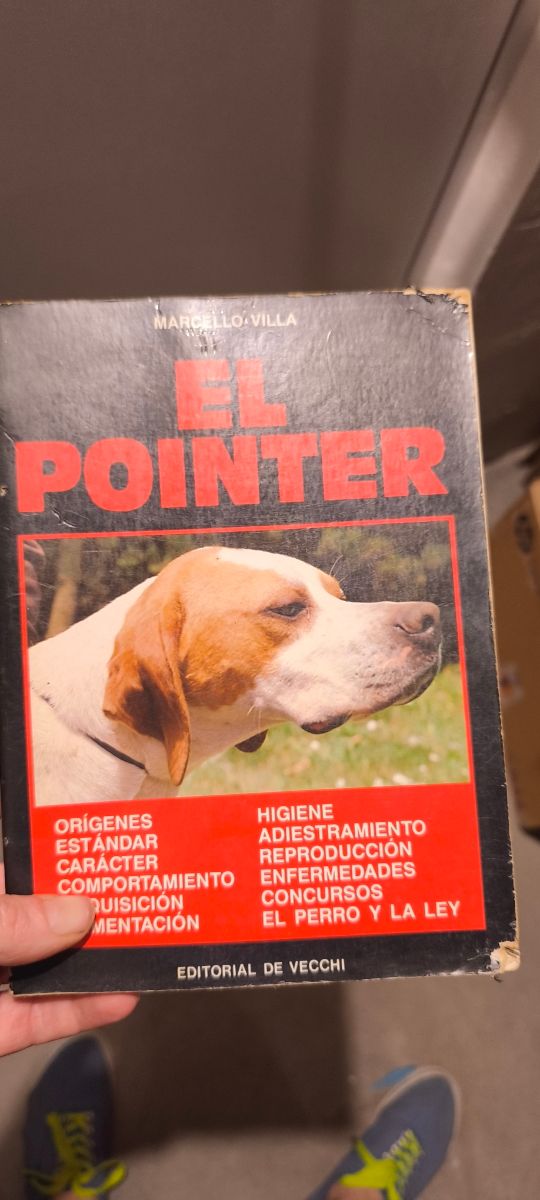 MARCELLO VILLA
EL
POINTER
ORÍGENES
ESTÁNDAR
CARÁCTER
COMPORTAMIENTO
HIGIENE
ADIESTRAMIENTO
REPRODUCCIÓN
ENFERMEDADES
CONCURSOS
EL PERRO Y LA LEY
EDITORIAL DE VECCHI